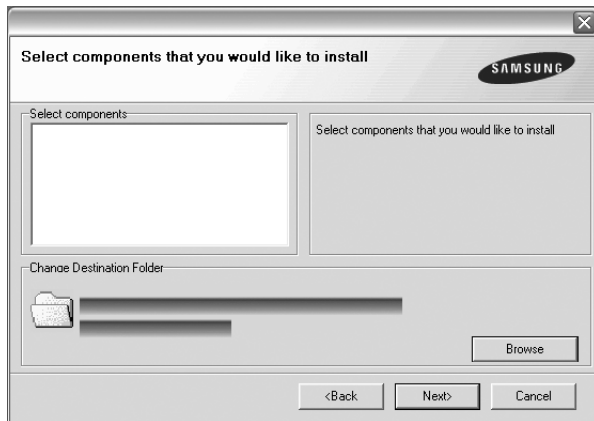 Select components that you would like to install
SAMSUNG
Select components
Select components that you would like to install
Change Destination Folder
Browse
<Back
Next>
Cancel